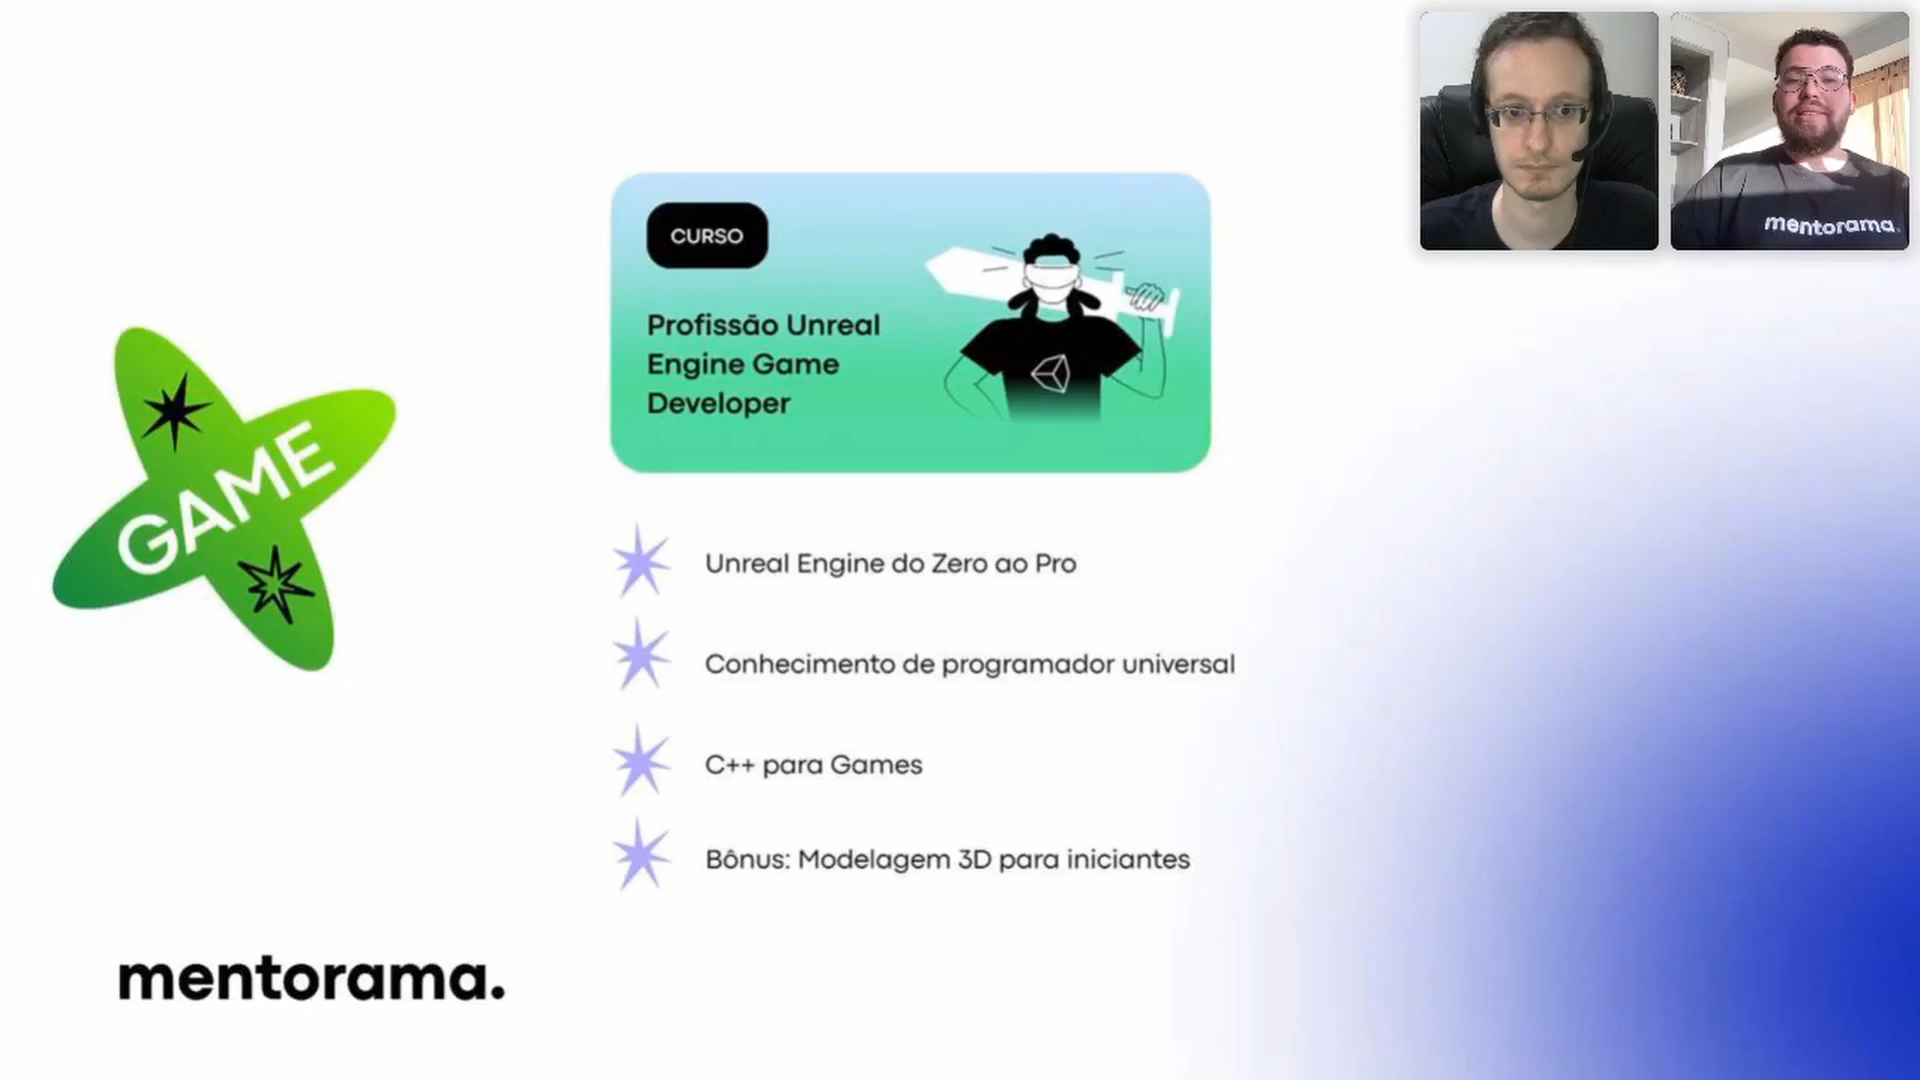 CURSO
Profissão Unreal
Engine Game
Developer
GAME
Unreal Engine do Zero ao Pro
Conhecimento de programador universal
C++ para Games
Bônus: Modelagem 3D para iniciantes
mentorama.
mentorama.